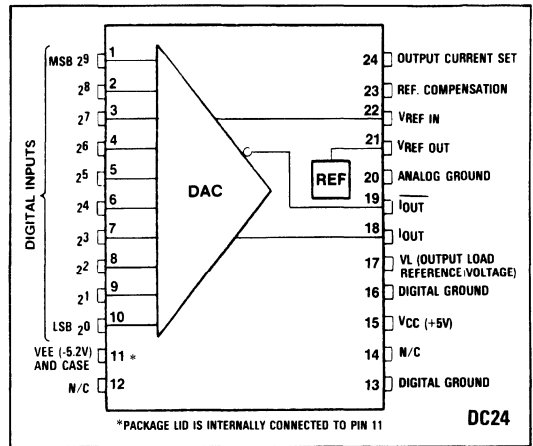 DIGITAL INPUTS
MSB 2⁹ 1
2⁸ 2
2⁷ 3
2⁶ 4
2⁵ 5
2⁴ 6
2³ 7
2² 8
2¹ 9
LSB 2⁰ 10
VEE (-5.2V)
AND CASE
11 *
N/C 12
DAC
REF
24 OUTPUT CURRENT SET
23 REF. COMPENSATION
22 VREF IN
21 VREF OUT
20 ANALOG GROUND
19 IOUT
18 IOUT
17 VL (OUTPUT LOAD
REFERENCE VOLTAGE)
16 DIGITAL GROUND
15 VCC (+5V)
14 N/C
13 DIGITAL GROUND
*PACKAGE LID IS INTERNALLY CONNECTED TO PIN 11
DC24